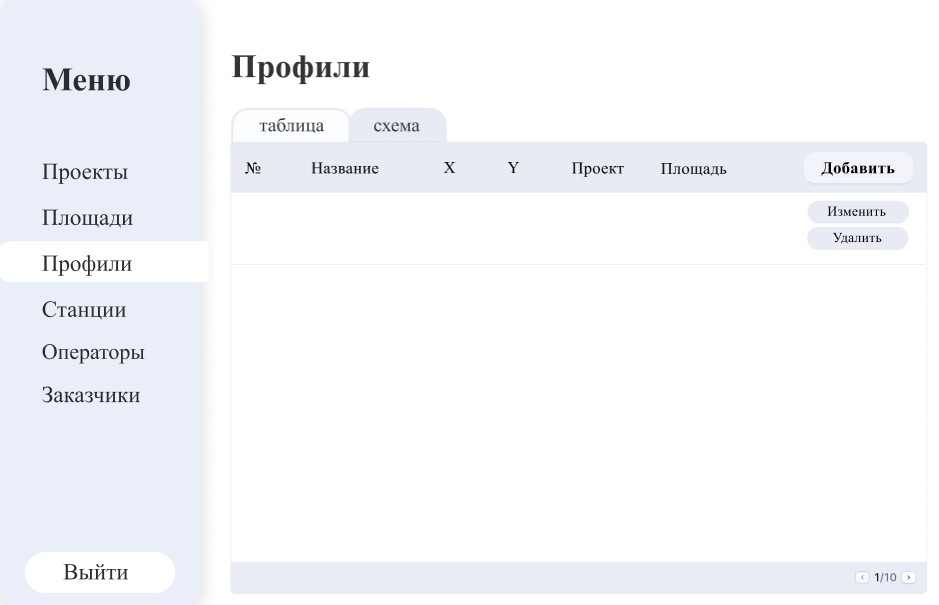 Меню
Проекты
Площади
Профили
Станции
Операторы
Заказчики
Выйти
Профили
таблица схема
№ Название X Y Проект Площадь Добавить
Изменить
Удалить
1/10